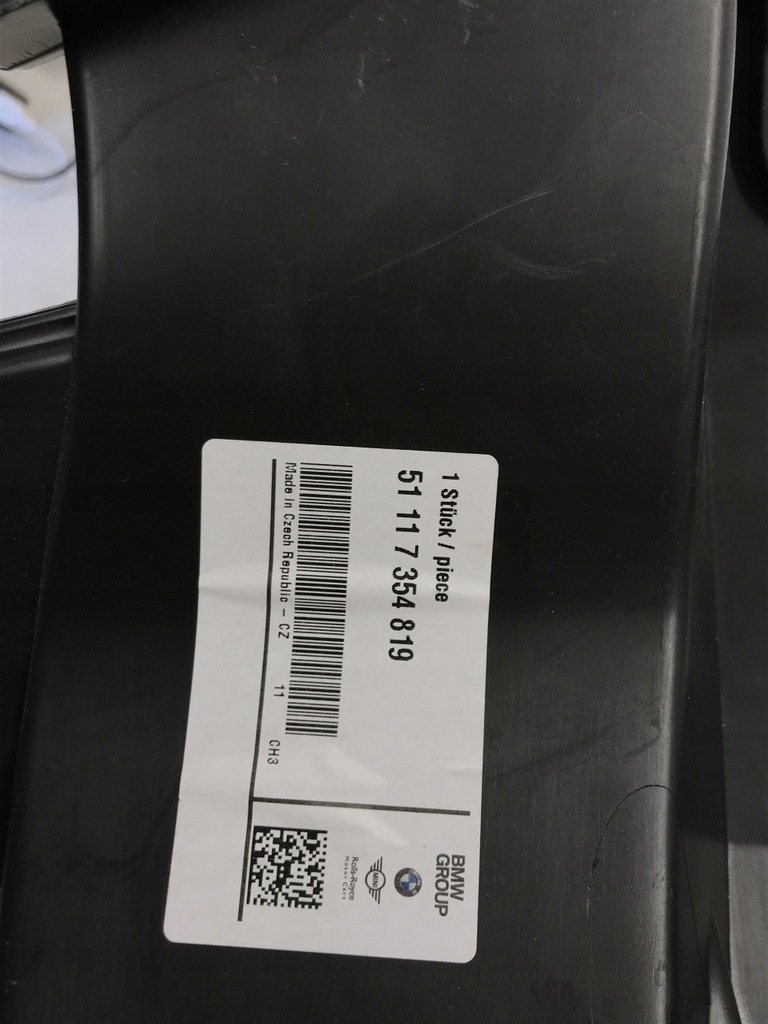 1 Stück / piece
51 11 7 354 819
Made in Czech Republic - CZ 11 CH3
BMW
GROUP
MINI
Rolls-Royce
Motor Cars